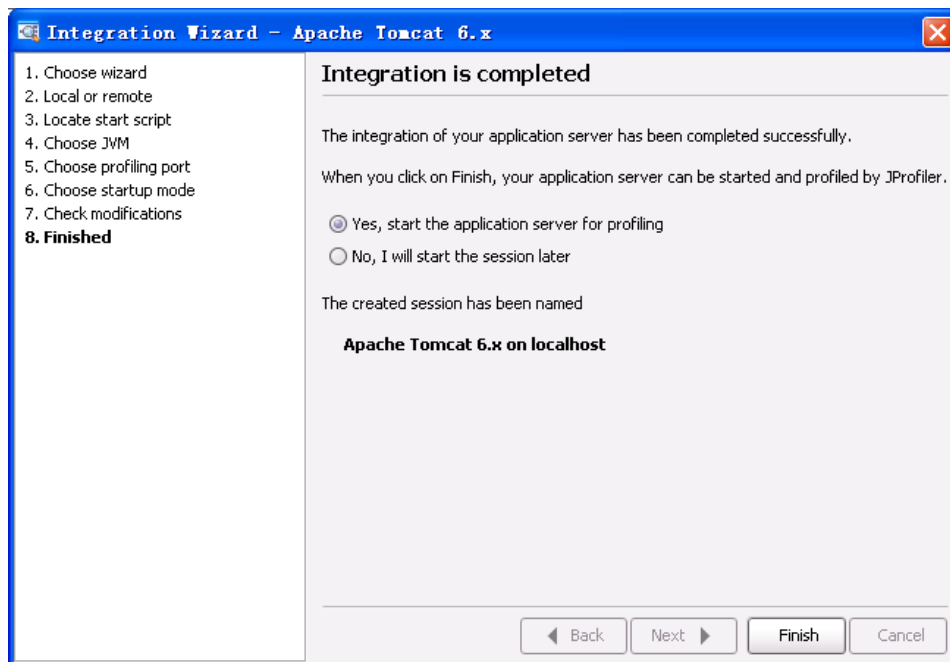 Integration Wizard - Apache Tomcat 6.x
1. Choose wizard
2. Local or remote
3. Locate start script
4. Choose JVM
5. Choose profiling port
6. Choose startup mode
7. Check modifications
8. Finished
Integration is completed
The integration of your application server has been completed successfully.
When you click on Finish, your application server can be started and profiled by JProfiler.
Yes, start the application server for profiling
No, I will start the session later
The created session has been named
Apache Tomcat 6.x on localhost
Back
Next
Finish
Cancel